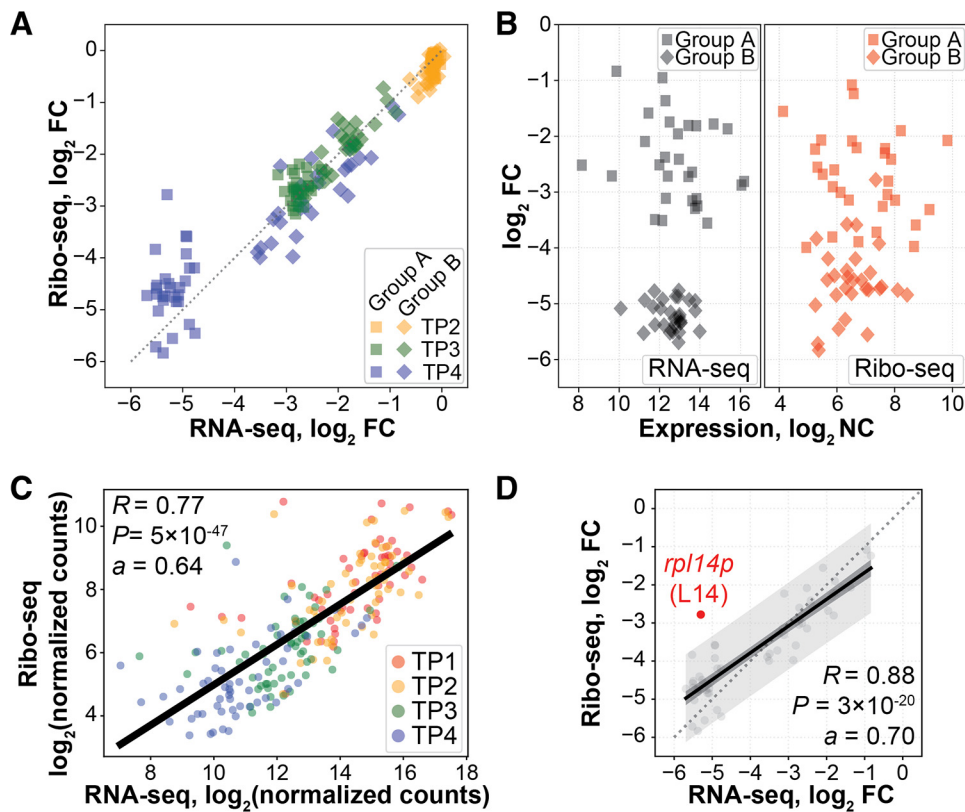 A
Ribo-seq, log₂ FC
0
−1
−2
−3
−4
−5
−6
−6 −5 −4 −3 −2 −1 0
RNA-seq, log₂ FC
Group A
Group B
TP2
TP3
TP4
B
log₂ FC
0
−1
−2
−3
−4
−5
−6
Group A
Group B
RNA-seq
8 10 12 14 16
Group A
Group B
Ribo-seq
4 6 8 10
Expression, log₂ NC
C
Ribo-seq
log₂(normalized counts)
10
8
6
4
R = 0.77
P = 5×10⁻⁴⁷
a = 0.64
TP1
TP2
TP3
TP4
8 10 12 14 16 18
RNA-seq, log₂(normalized counts)
D
Ribo-seq, log₂ FC
0
−1
−2
−3
−4
−5
−6
rpl14p
(L14)
R = 0.88
P = 3×10⁻²⁰
a = 0.70
−6 −5 −4 −3 −2 −1 0
RNA-seq, log₂ FC